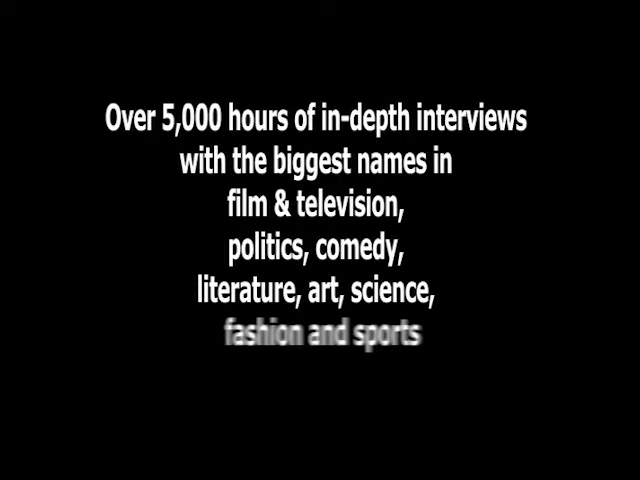 Over 5,000 hours of in-depth interviews
with the biggest names in
film & television,
politics, comedy,
literature, art, science,
fashion and sports